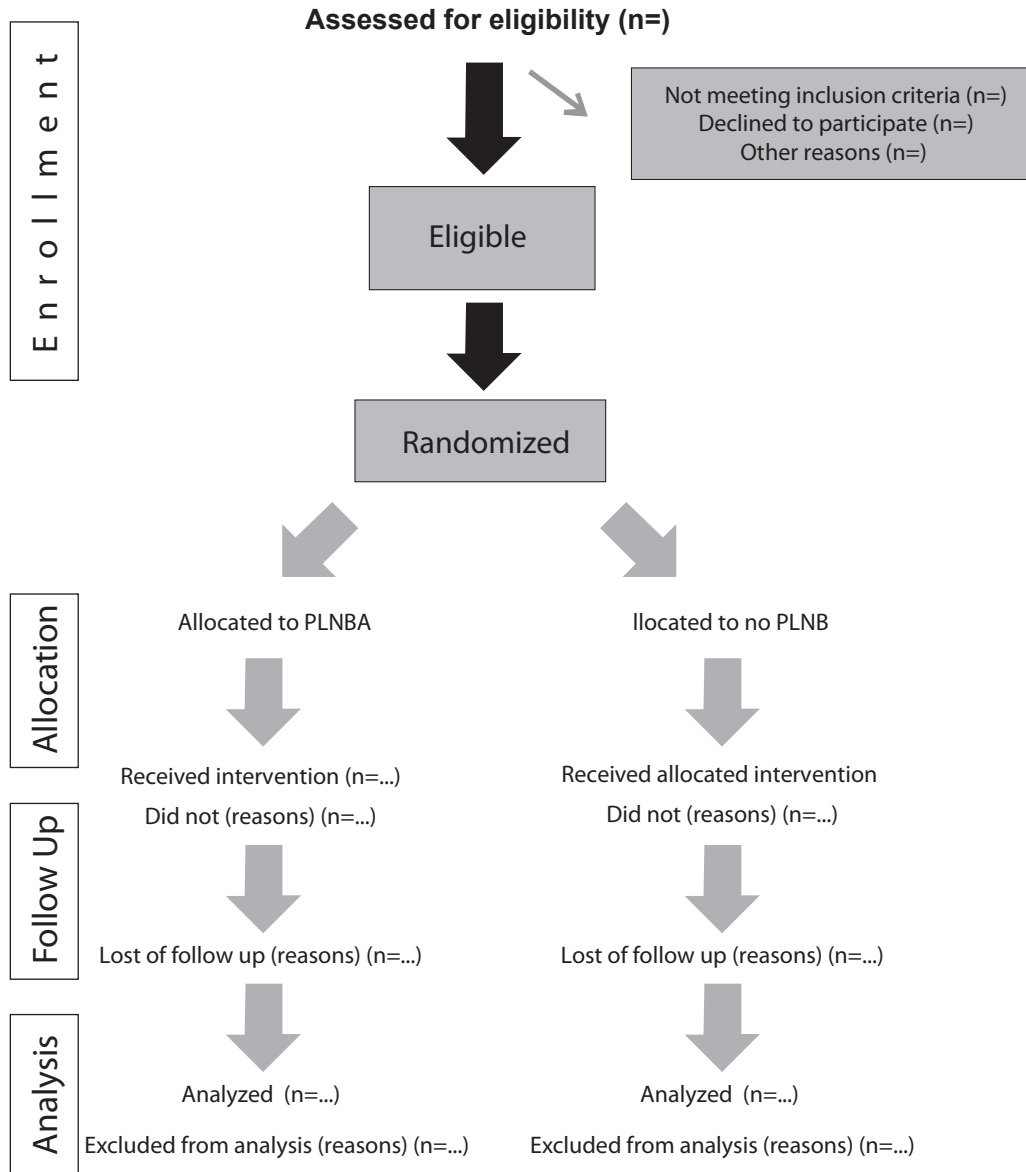 Assessed for eligibility (n=)
Enrollment
Not meeting inclusion criteria (n=)
Declined to participate (n=)
Other reasons (n=)
Eligible
Randomized
Allocation
Allocated to PLNBA
llocated to no PLNB
Received intervention (n=...)
Received allocated intervention
Did not (reasons) (n=...)
Did not (reasons) (n=...)
Follow Up
Lost of follow up (reasons) (n=...)
Lost of follow up (reasons) (n=...)
Analysis
Analyzed (n=...)
Analyzed (n=...)
Excluded from analysis (reasons) (n=...)
Excluded from analysis (reasons) (n=...)